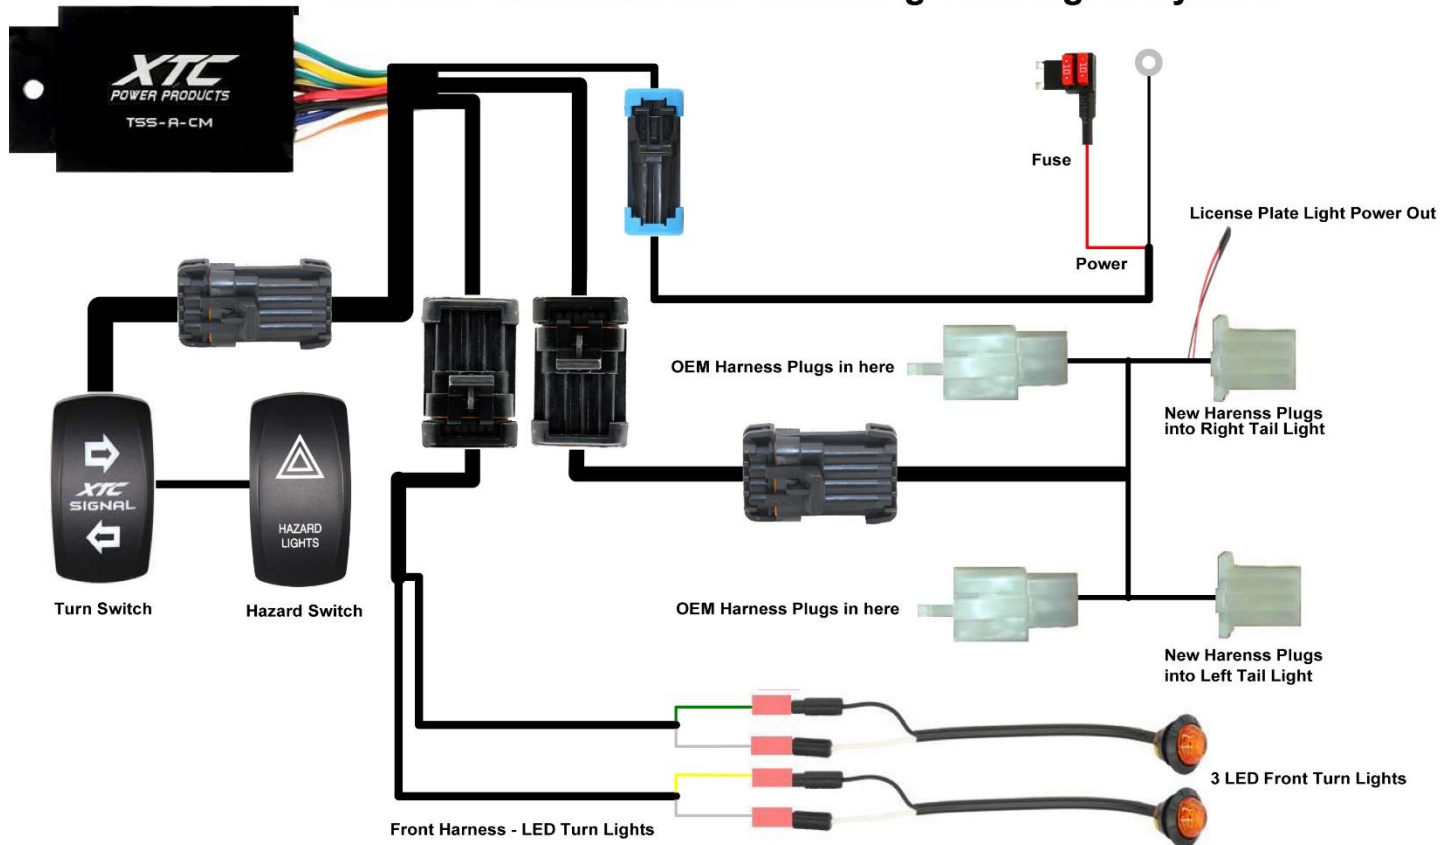 XTC
POWER PRODUCTS
TSS-A-CM
10
10
Fuse
Power
License Plate Light Power Out
OEM Harness Plugs in here
New Harenss Plugs
into Right Tail Light
XTC
SIGNAL
HAZARD
LIGHTS
Turn Switch
Hazard Switch
OEM Harness Plugs in here
New Harenss Plugs
into Left Tail Light
3 LED Front Turn Lights
Front Harness - LED Turn Lights